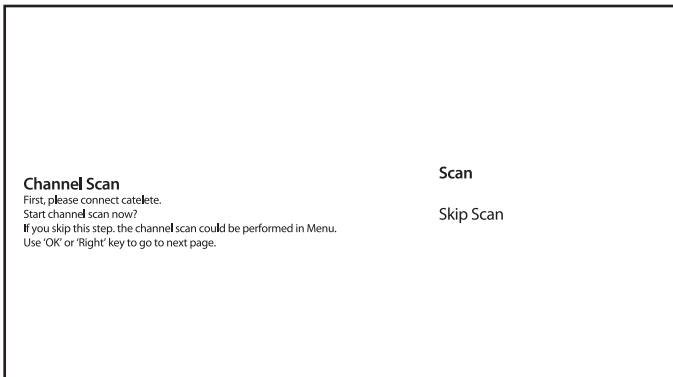 Channel Scan
First, please connect catelete.
Start channel scan now?
If you skip this step. the channel scan could be performed in Menu.
Use ‘OK’ or ‘Right’ key to go to next page.
Scan
Skip Scan